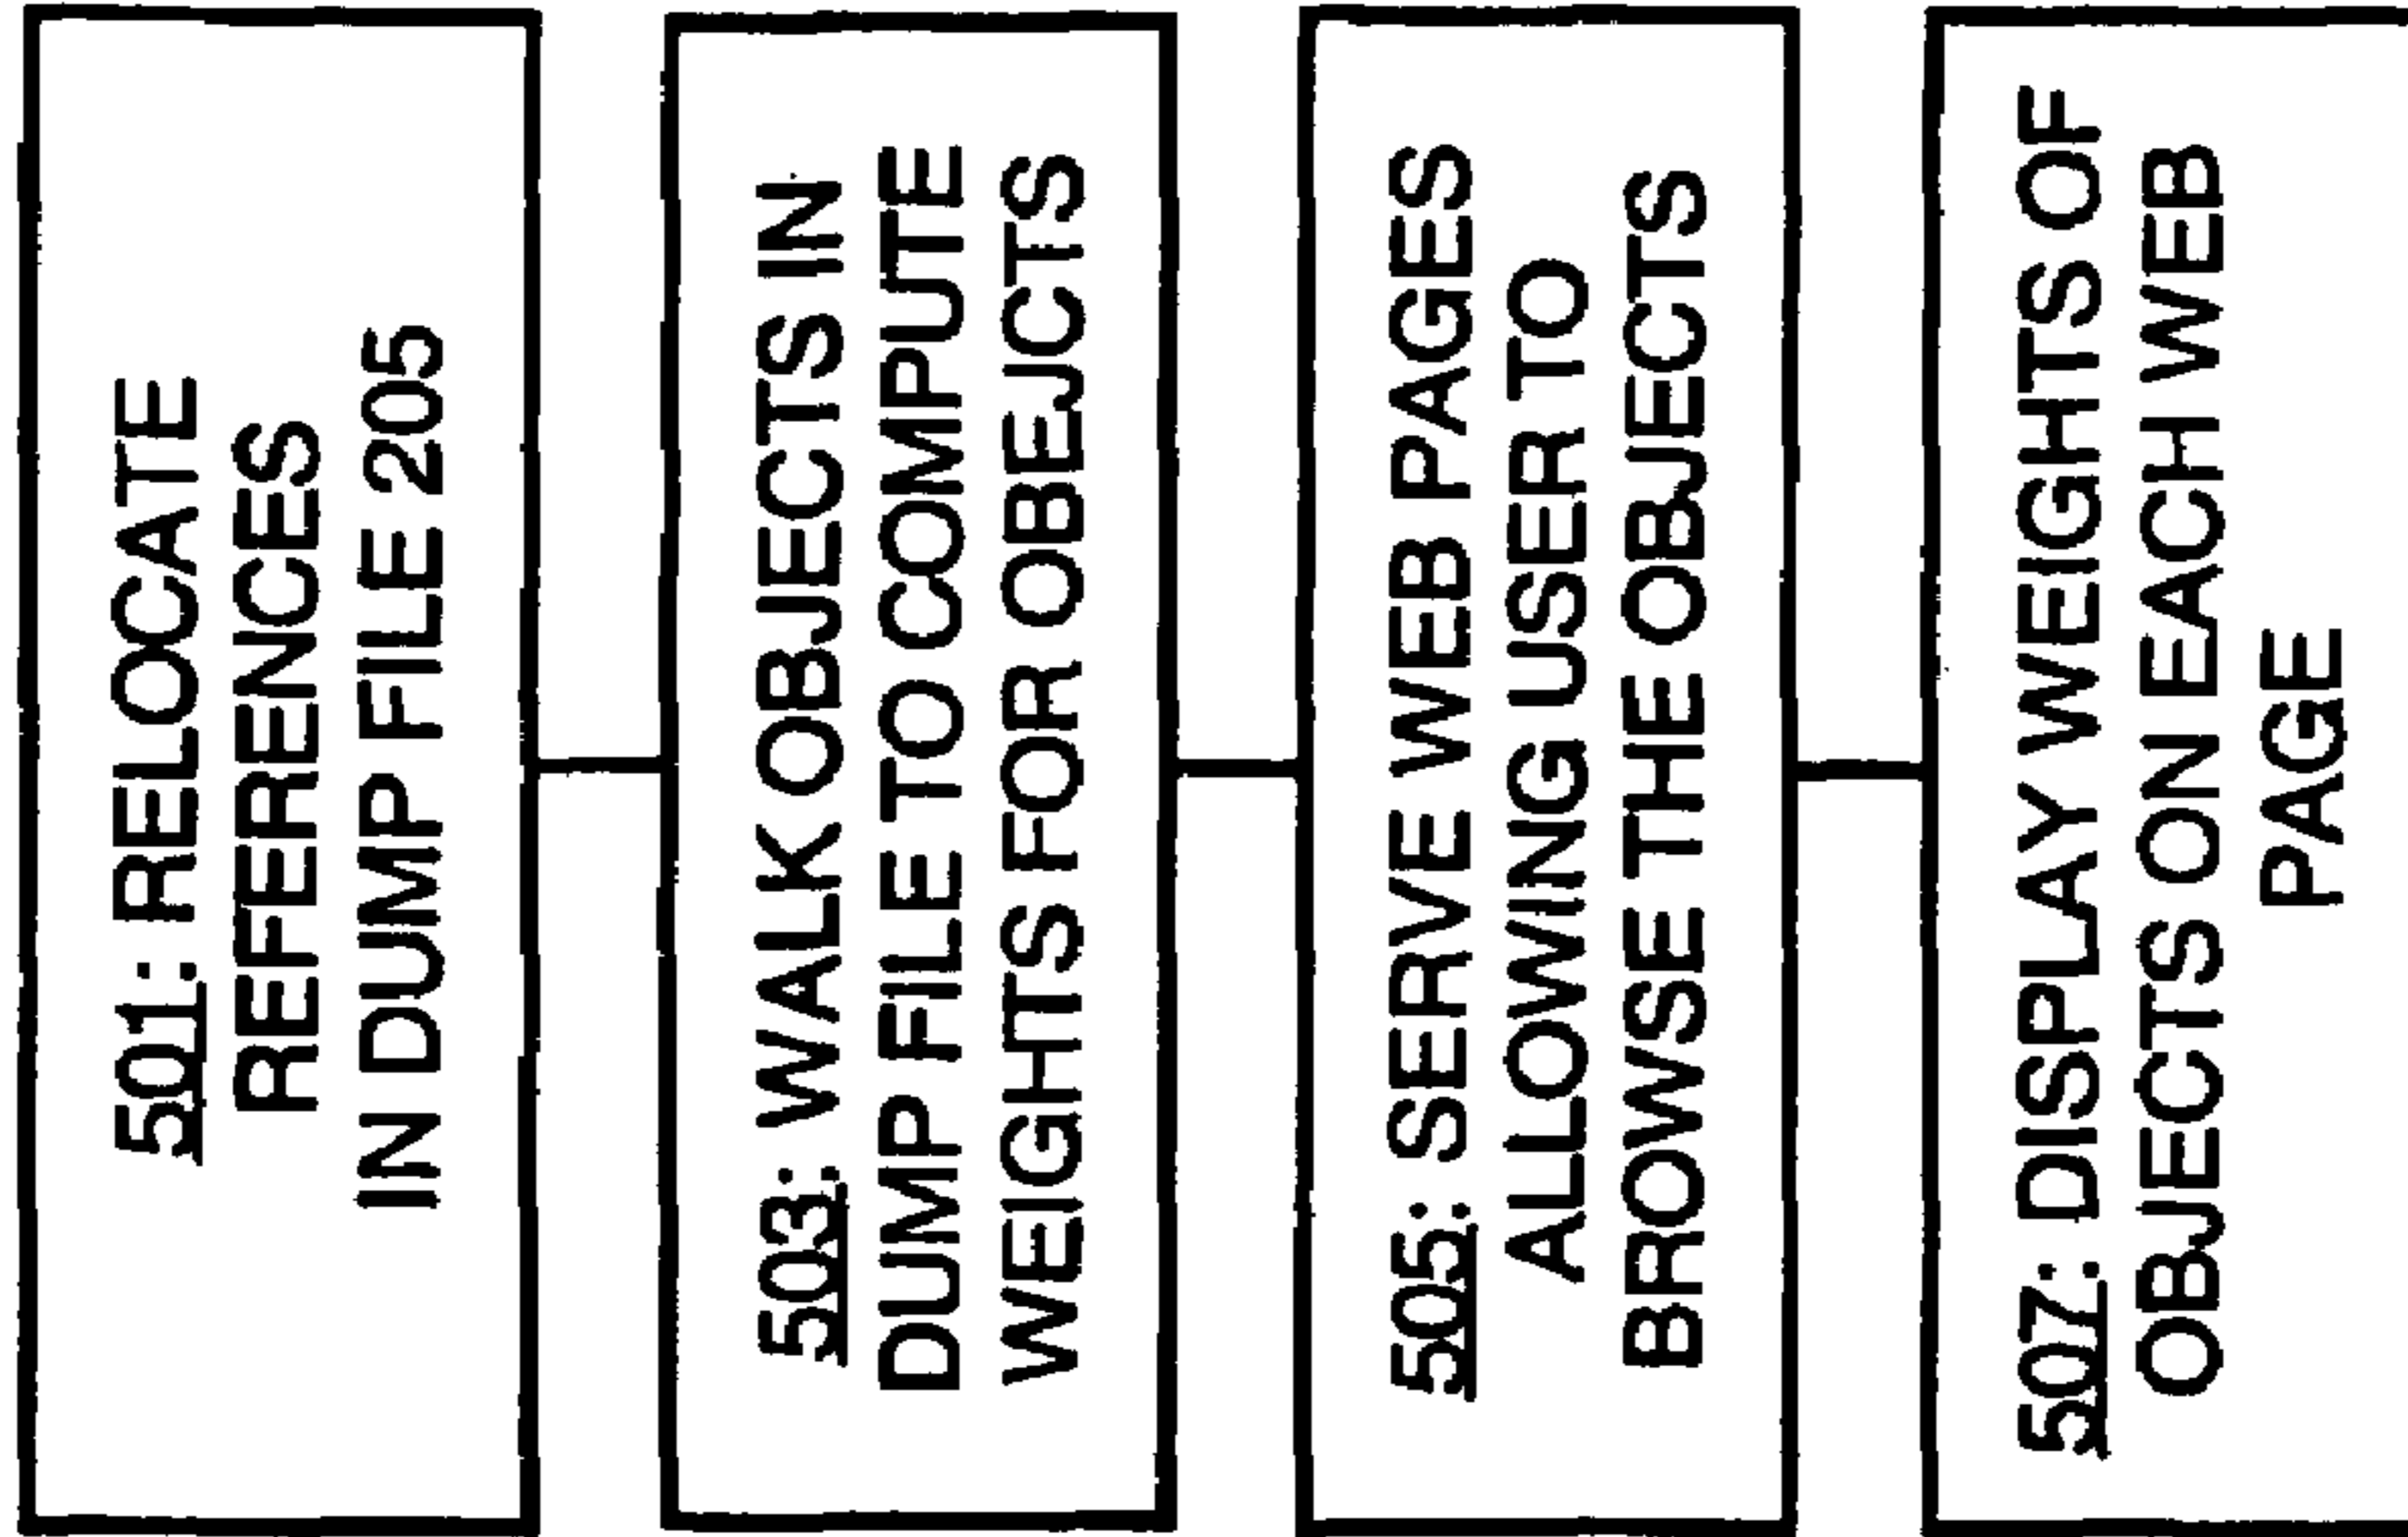 501: RELOCATE
REFERENCES
IN DUMP FILE 205
503: WALK OBJECTS IN
DUMP FILE TO COMPUTE
WEIGHTS FOR OBEJCTS
505: SERVE WEB PAGES
ALLOWING USER TO
BROWSE THE OBJECTS
507: DISPLAY WEIGHTS OF
OBJECTS ON EACH WEB
PAGE